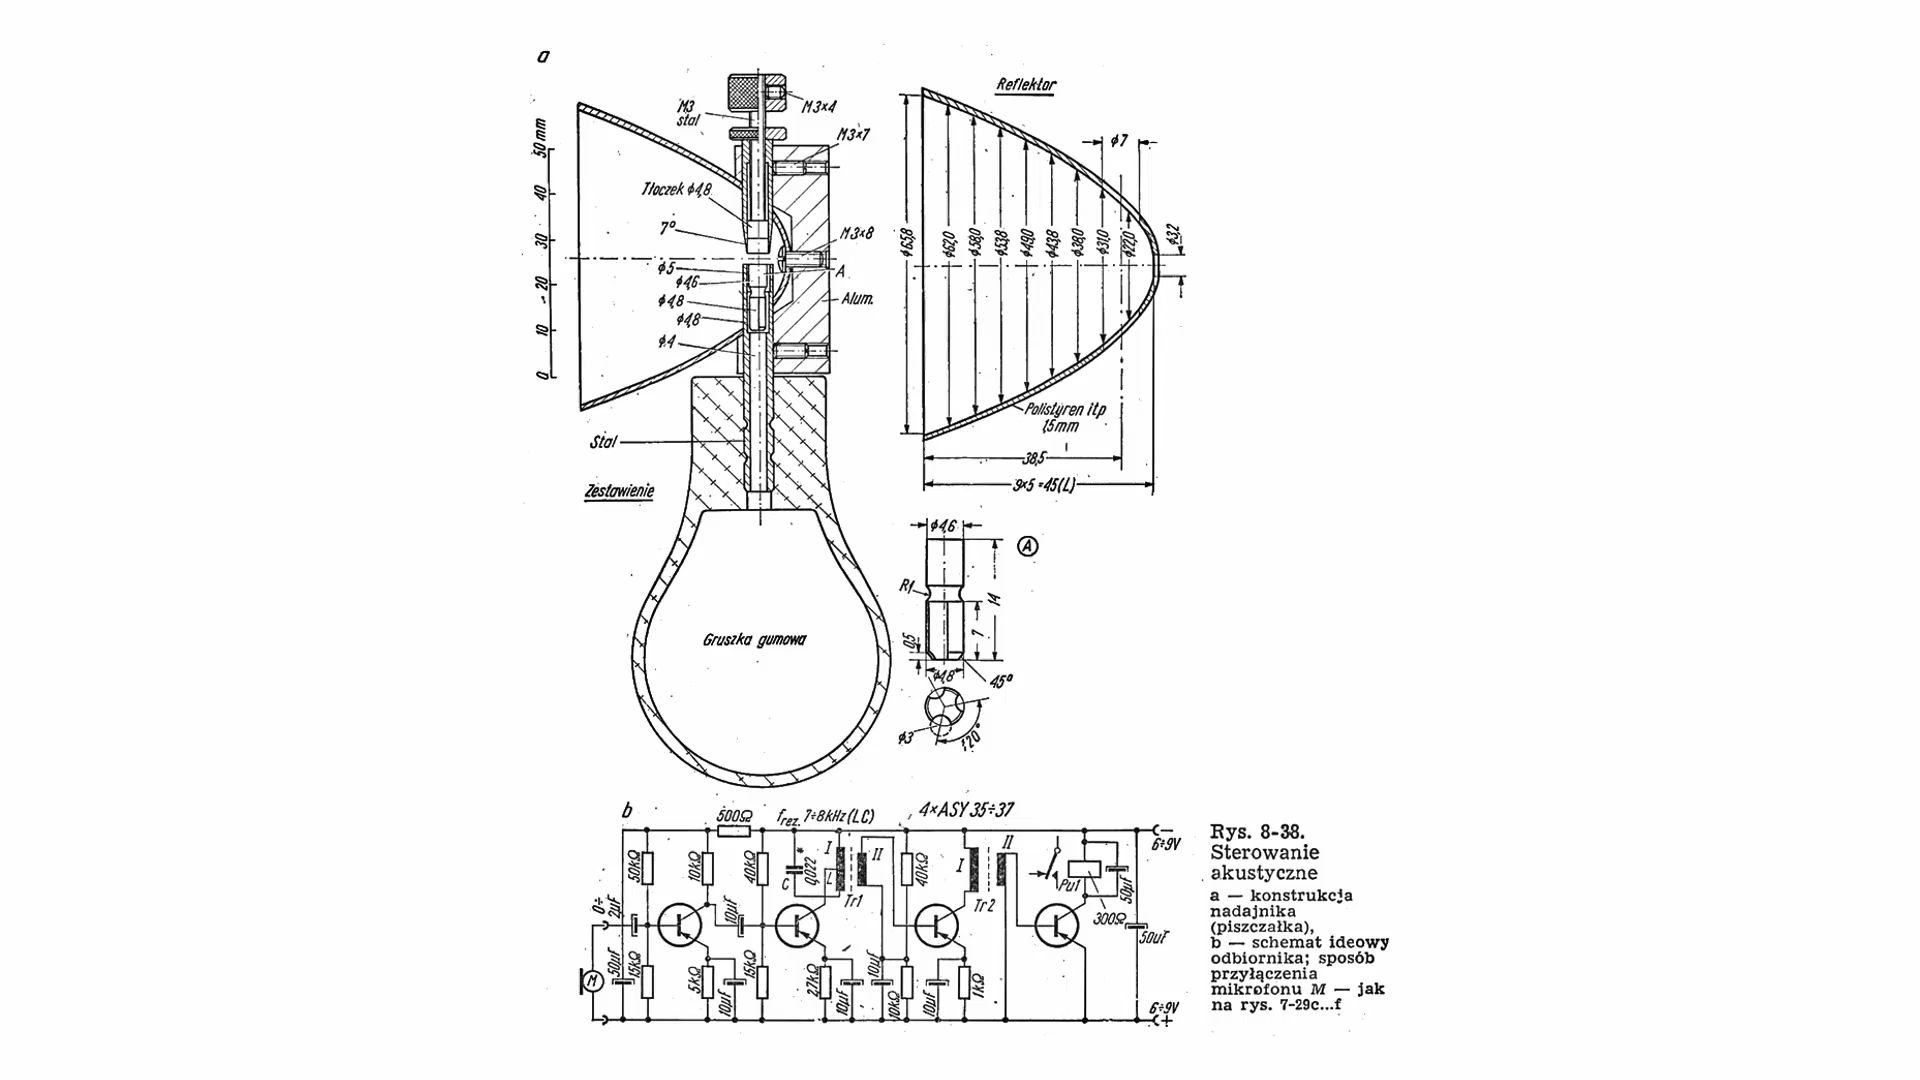 a
M3
stal
M3×4
M3×7
Tłoczek ϕ4,8
7°
M3×8
ϕ5
A
ϕ4,6
ϕ4,8
Alum.
ϕ4,8
ϕ4
50 mm
40
30
20
10
0
Stal
Zestawienie
Gruszka gumowa
Reflektor
ϕ7
ϕ65,8
ϕ62,0
ϕ58,0
ϕ53,8
ϕ49,0
ϕ43,8
ϕ38,0
ϕ31,0
ϕ22,0
ϕ3,2
Polistyren itp
1,5mm
38,5
9×5=45(L)
ϕ4,6
A
R1
14
7
0,5
ϕ4,8
45°
ϕ3
120°
b
500Ω
frez. 7÷8kHz(LC)
4×ASY 35÷37
6÷9V
50kΩ
10kΩ
40kΩ
C
*
0,022
I
L
II
Tr1
40kΩ
I
II
Tr2
Pu1
300Ω
50μF
50μF
0÷
2μF
10μF
M
50μF
15kΩ
5kΩ
10μF
15kΩ
2,7kΩ
10μF
10μF
10kΩ
10μF
1kΩ
6÷9V
Rys. 8-38.
Sterowanie
akustyczne
a — konstrukcja
nadajnika
(piszczałka),
b — schemat ideowy
odbiornika; sposób
przyłączenia
mikrofonu M — jak
na rys. 7-29c...f